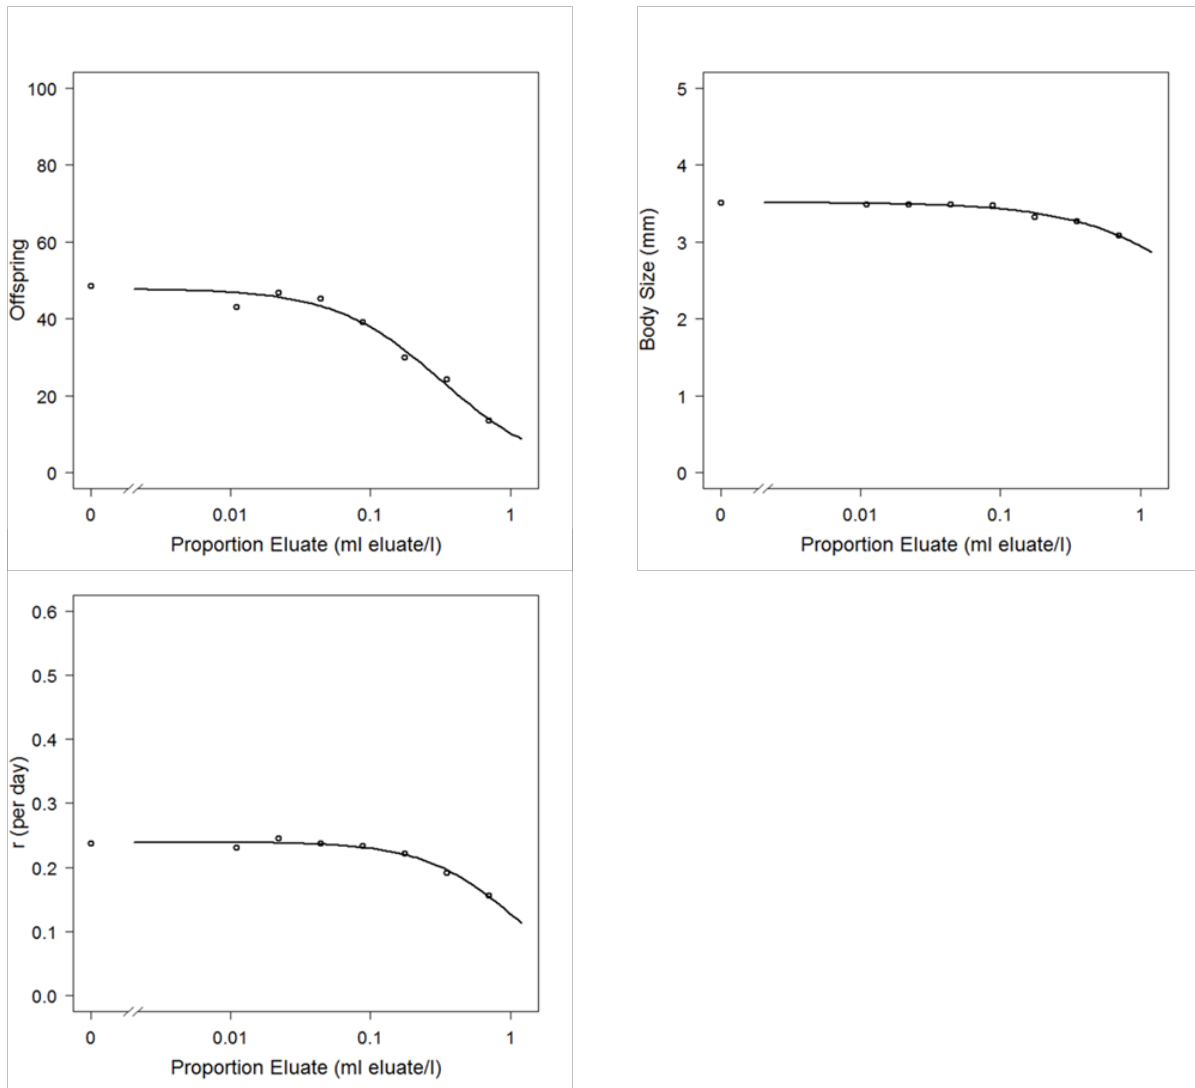 100
80
60
40
20
0
Offspring
0 0.01 0.1 1
Proportion Eluate (ml eluate/l)
5
4
3
2
1
0
Body Size (mm)
0 0.01 0.1 1
Proportion Eluate (ml eluate/l)
0.6
0.5
0.4
0.3
0.2
0.1
0.0
r (per day)
0 0.01 0.1 1
Proportion Eluate (ml eluate/l)